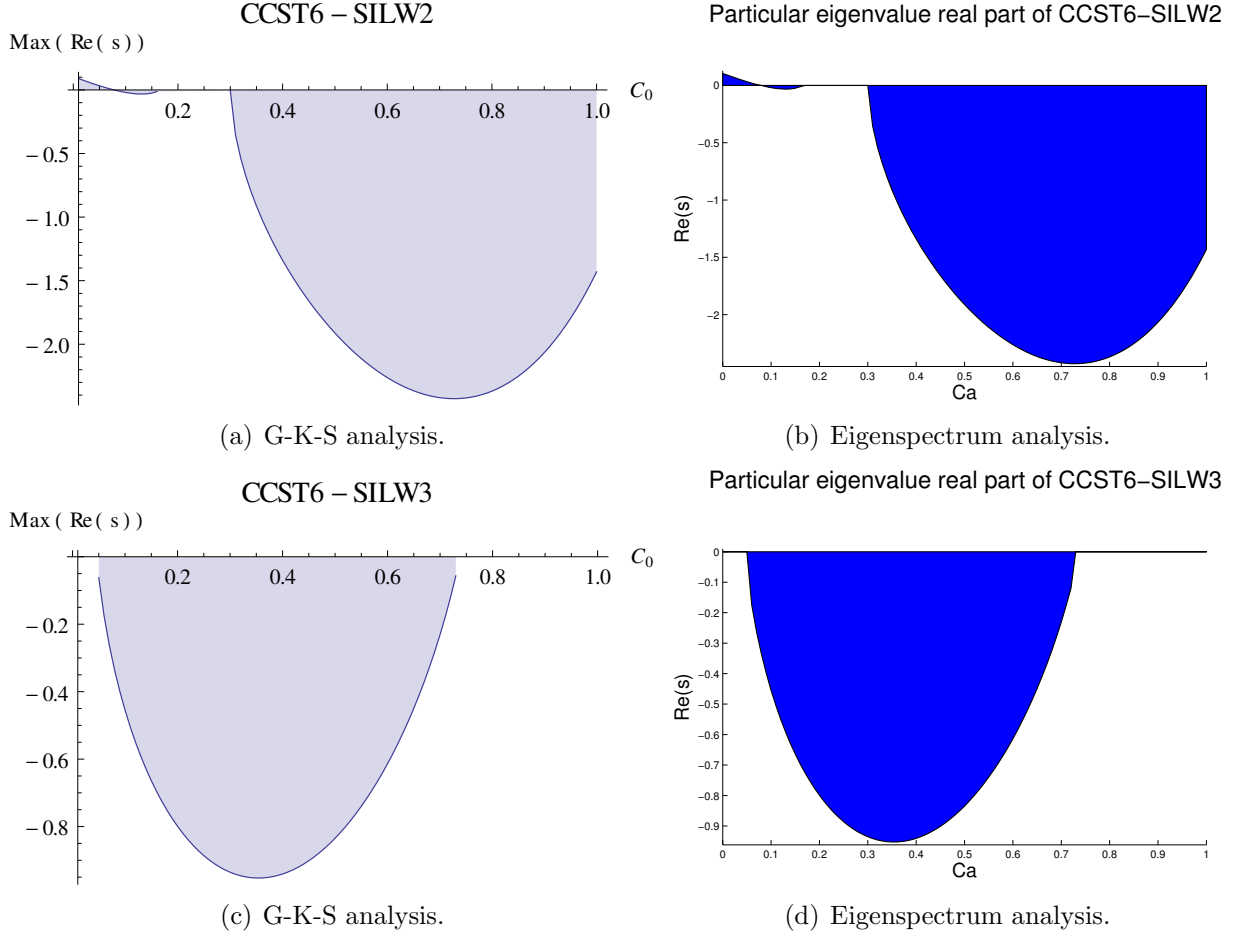 CCST6 – SILW2
Max ( Re ( s ) )
C0
0.2 0.4 0.6 0.8 1.0
– 0.5
– 1.0
– 1.5
– 2.0
(a) G-K-S analysis.
Particular eigenvalue real part of CCST6−SILW2
0
−0.5
−1
−1.5
−2
Re(s)
0 0.1 0.2 0.3 0.4 0.5 0.6 0.7 0.8 0.9 1
Ca
(b) Eigenspectrum analysis.
CCST6 – SILW3
Max ( Re ( s ) )
C0
0.2 0.4 0.6 0.8 1.0
– 0.2
– 0.4
– 0.6
– 0.8
(c) G-K-S analysis.
Particular eigenvalue real part of CCST6−SILW3
0
−0.1
−0.2
−0.3
−0.4
−0.5
−0.6
−0.7
−0.8
−0.9
Re(s)
0 0.1 0.2 0.3 0.4 0.5 0.6 0.7 0.8 0.9 1
Ca
(d) Eigenspectrum analysis.